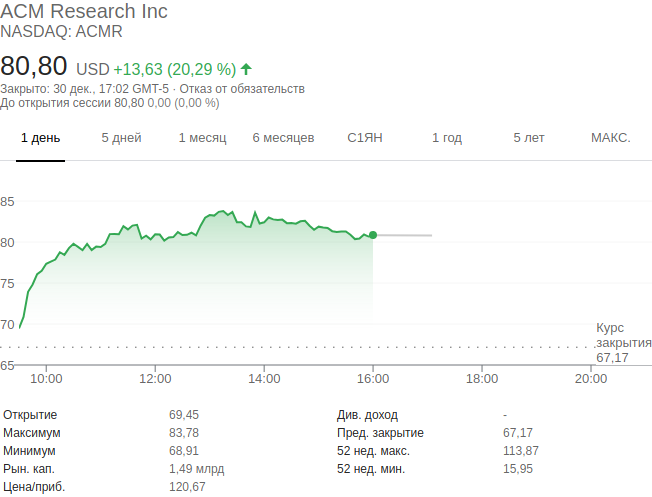 ACM Research Inc
NASDAQ: ACMR
80,80 USD +13,63 (20,29 %)
Закрыто: 30 дек., 17:02 GMT-5 · Отказ от обязательств
До открытия сессии 80,80 0,00 (0,00 %)
1 день 5 дней 1 месяц 6 месяцев С1ЯН 1 год 5 лет МАКС.
85
80
75
70
Курс
закрытия
67,17
65
10:00 12:00 14:00 16:00 18:00 20:00
Открытие 69,45 Див. доход -
Максимум 83,78 Пред. закрытие 67,17
Минимум 68,91 52 нед. макс. 113,87
Рын. кап. 1,49 млрд 52 нед. мин. 15,95
Цена/приб. 120,67